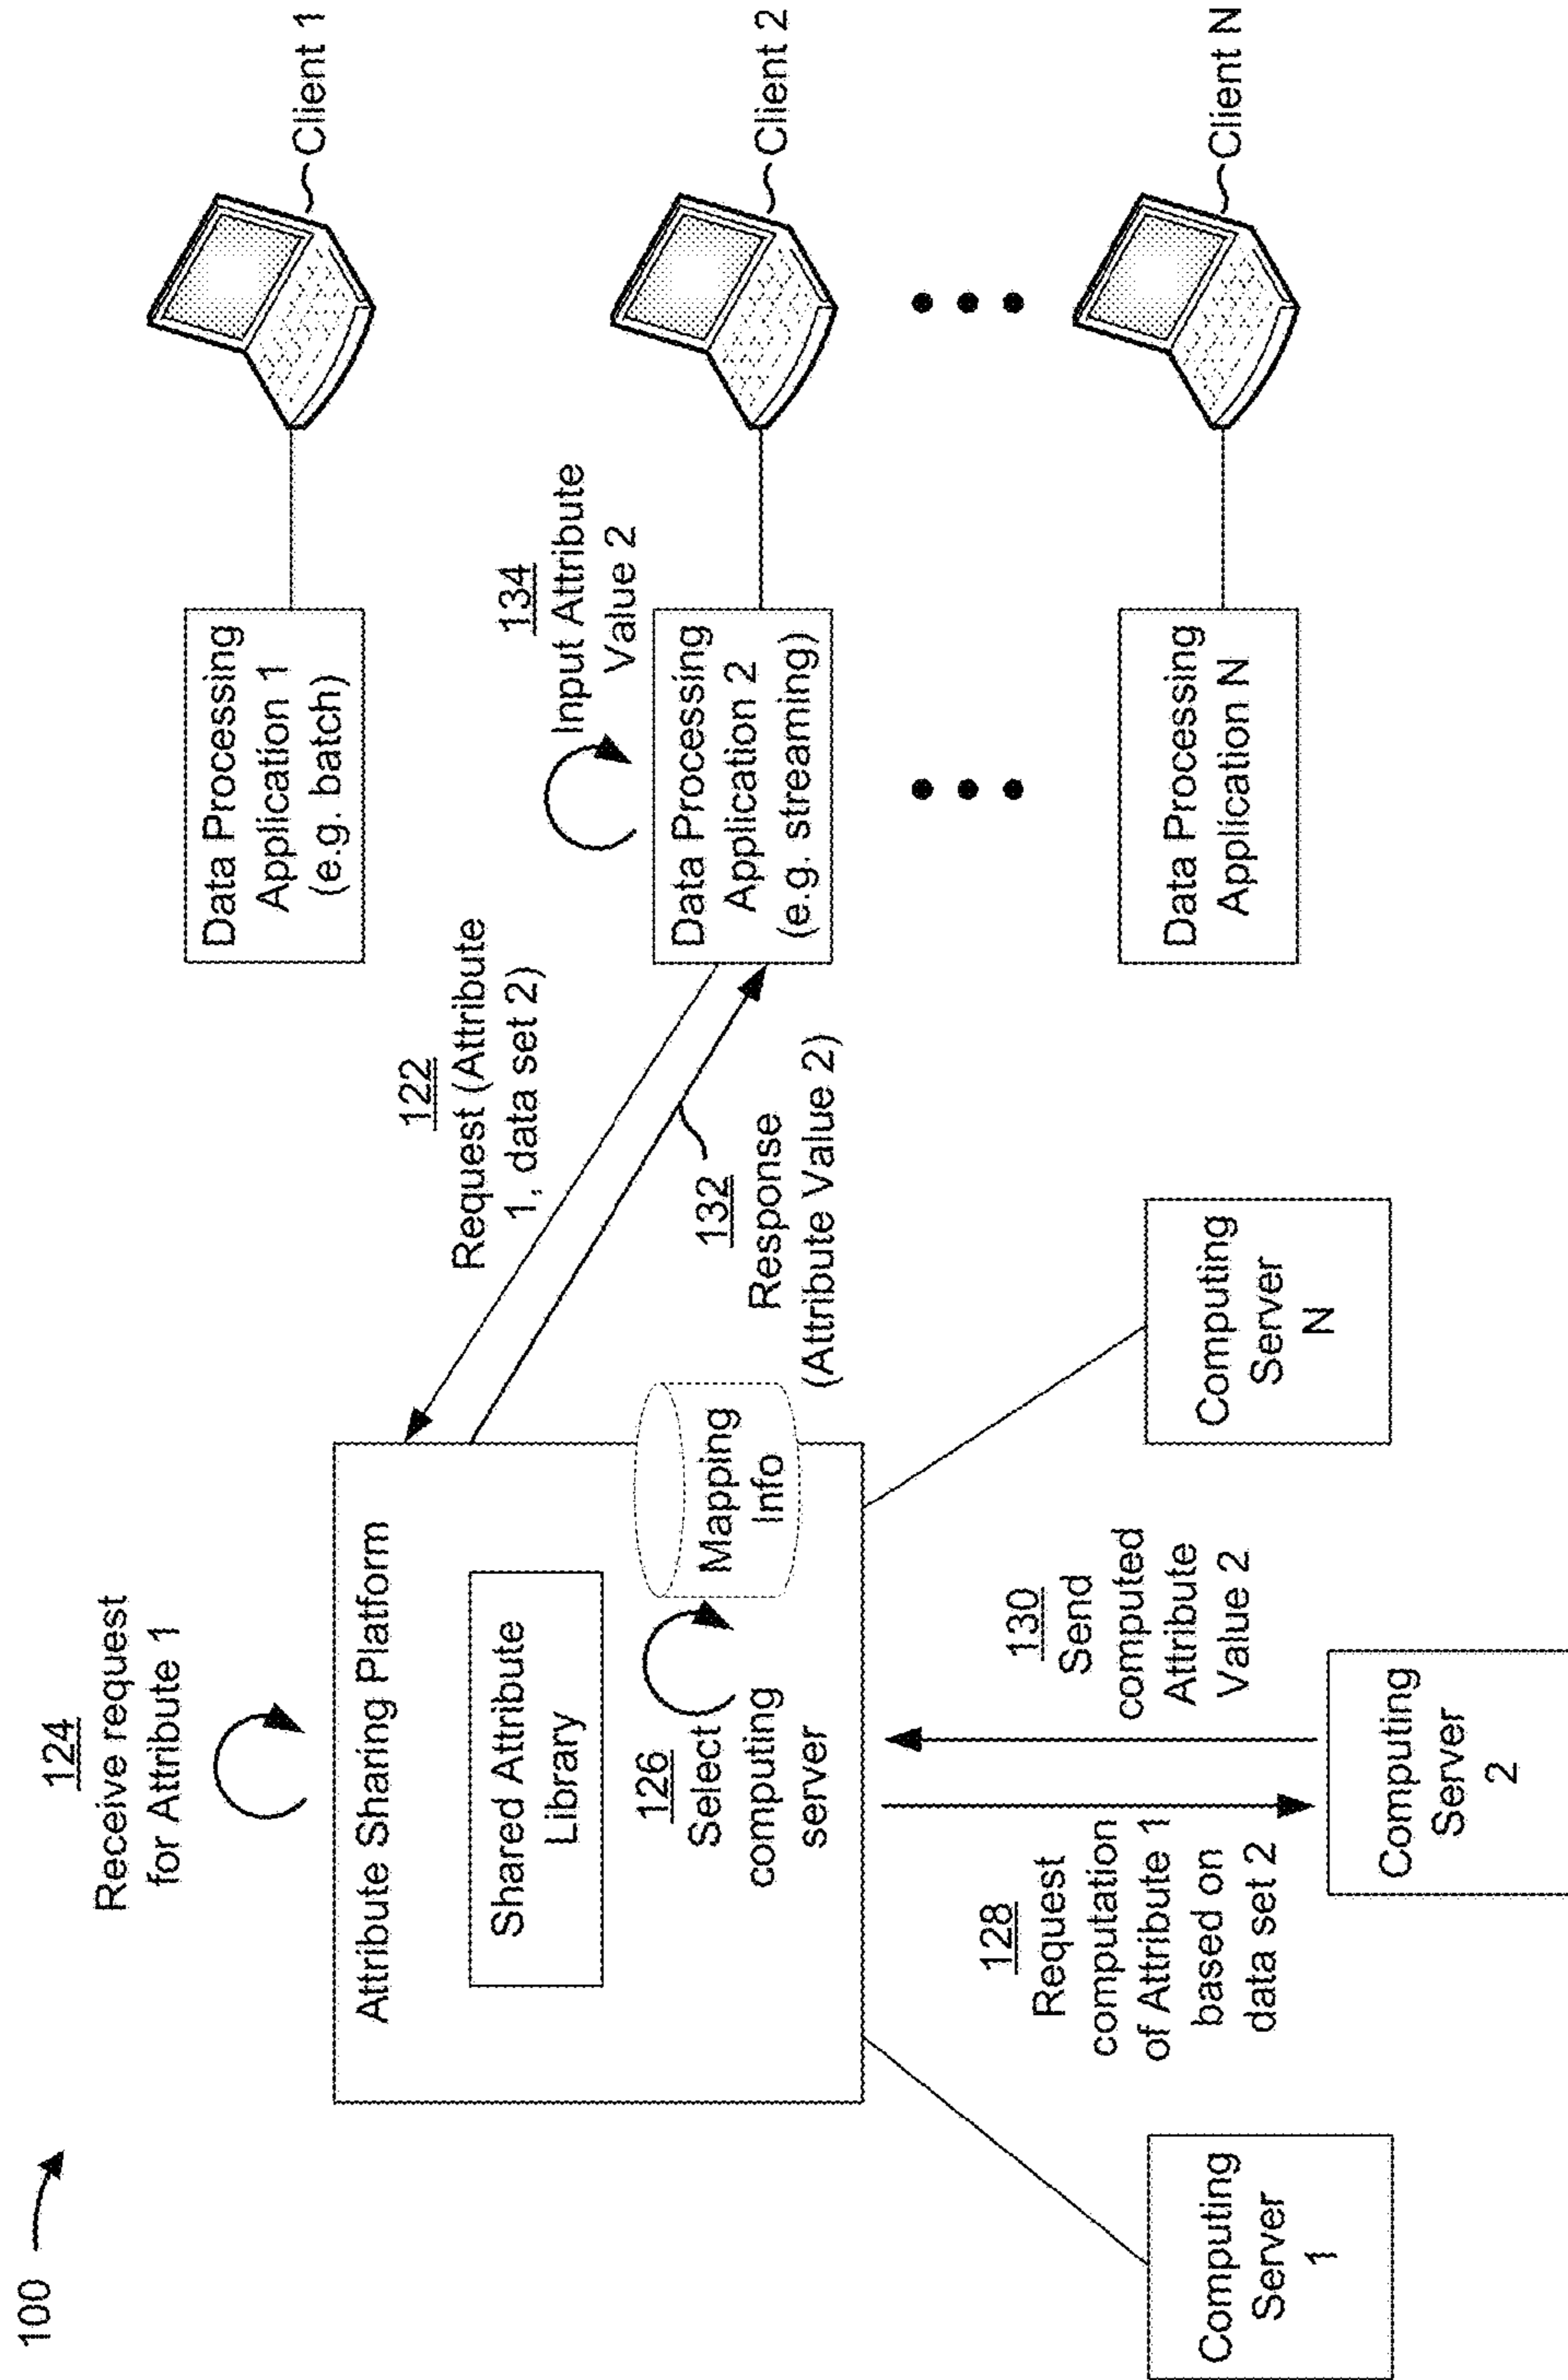 100
124
Receive request
for Attribute 1
Attribute Sharing Platform
Shared Attribute
Library
126
Select
computing
server
Mapping
Info
122
Request (Attribute
1, data set 2)
132
Response
(Attribute Value 2)
Data Processing
Application 1
(e.g. batch)
Client 1
134
Input Attribute
Value 2
Data Processing
Application 2
(e.g. streaming)
Client 2
Data Processing
Application N
Client N
128
Request
computation
of Attribute 1
based on
data set 2
130
Send
computed
Attribute
Value 2
Computing
Server
1
Computing
Server
2
Computing
Server
N